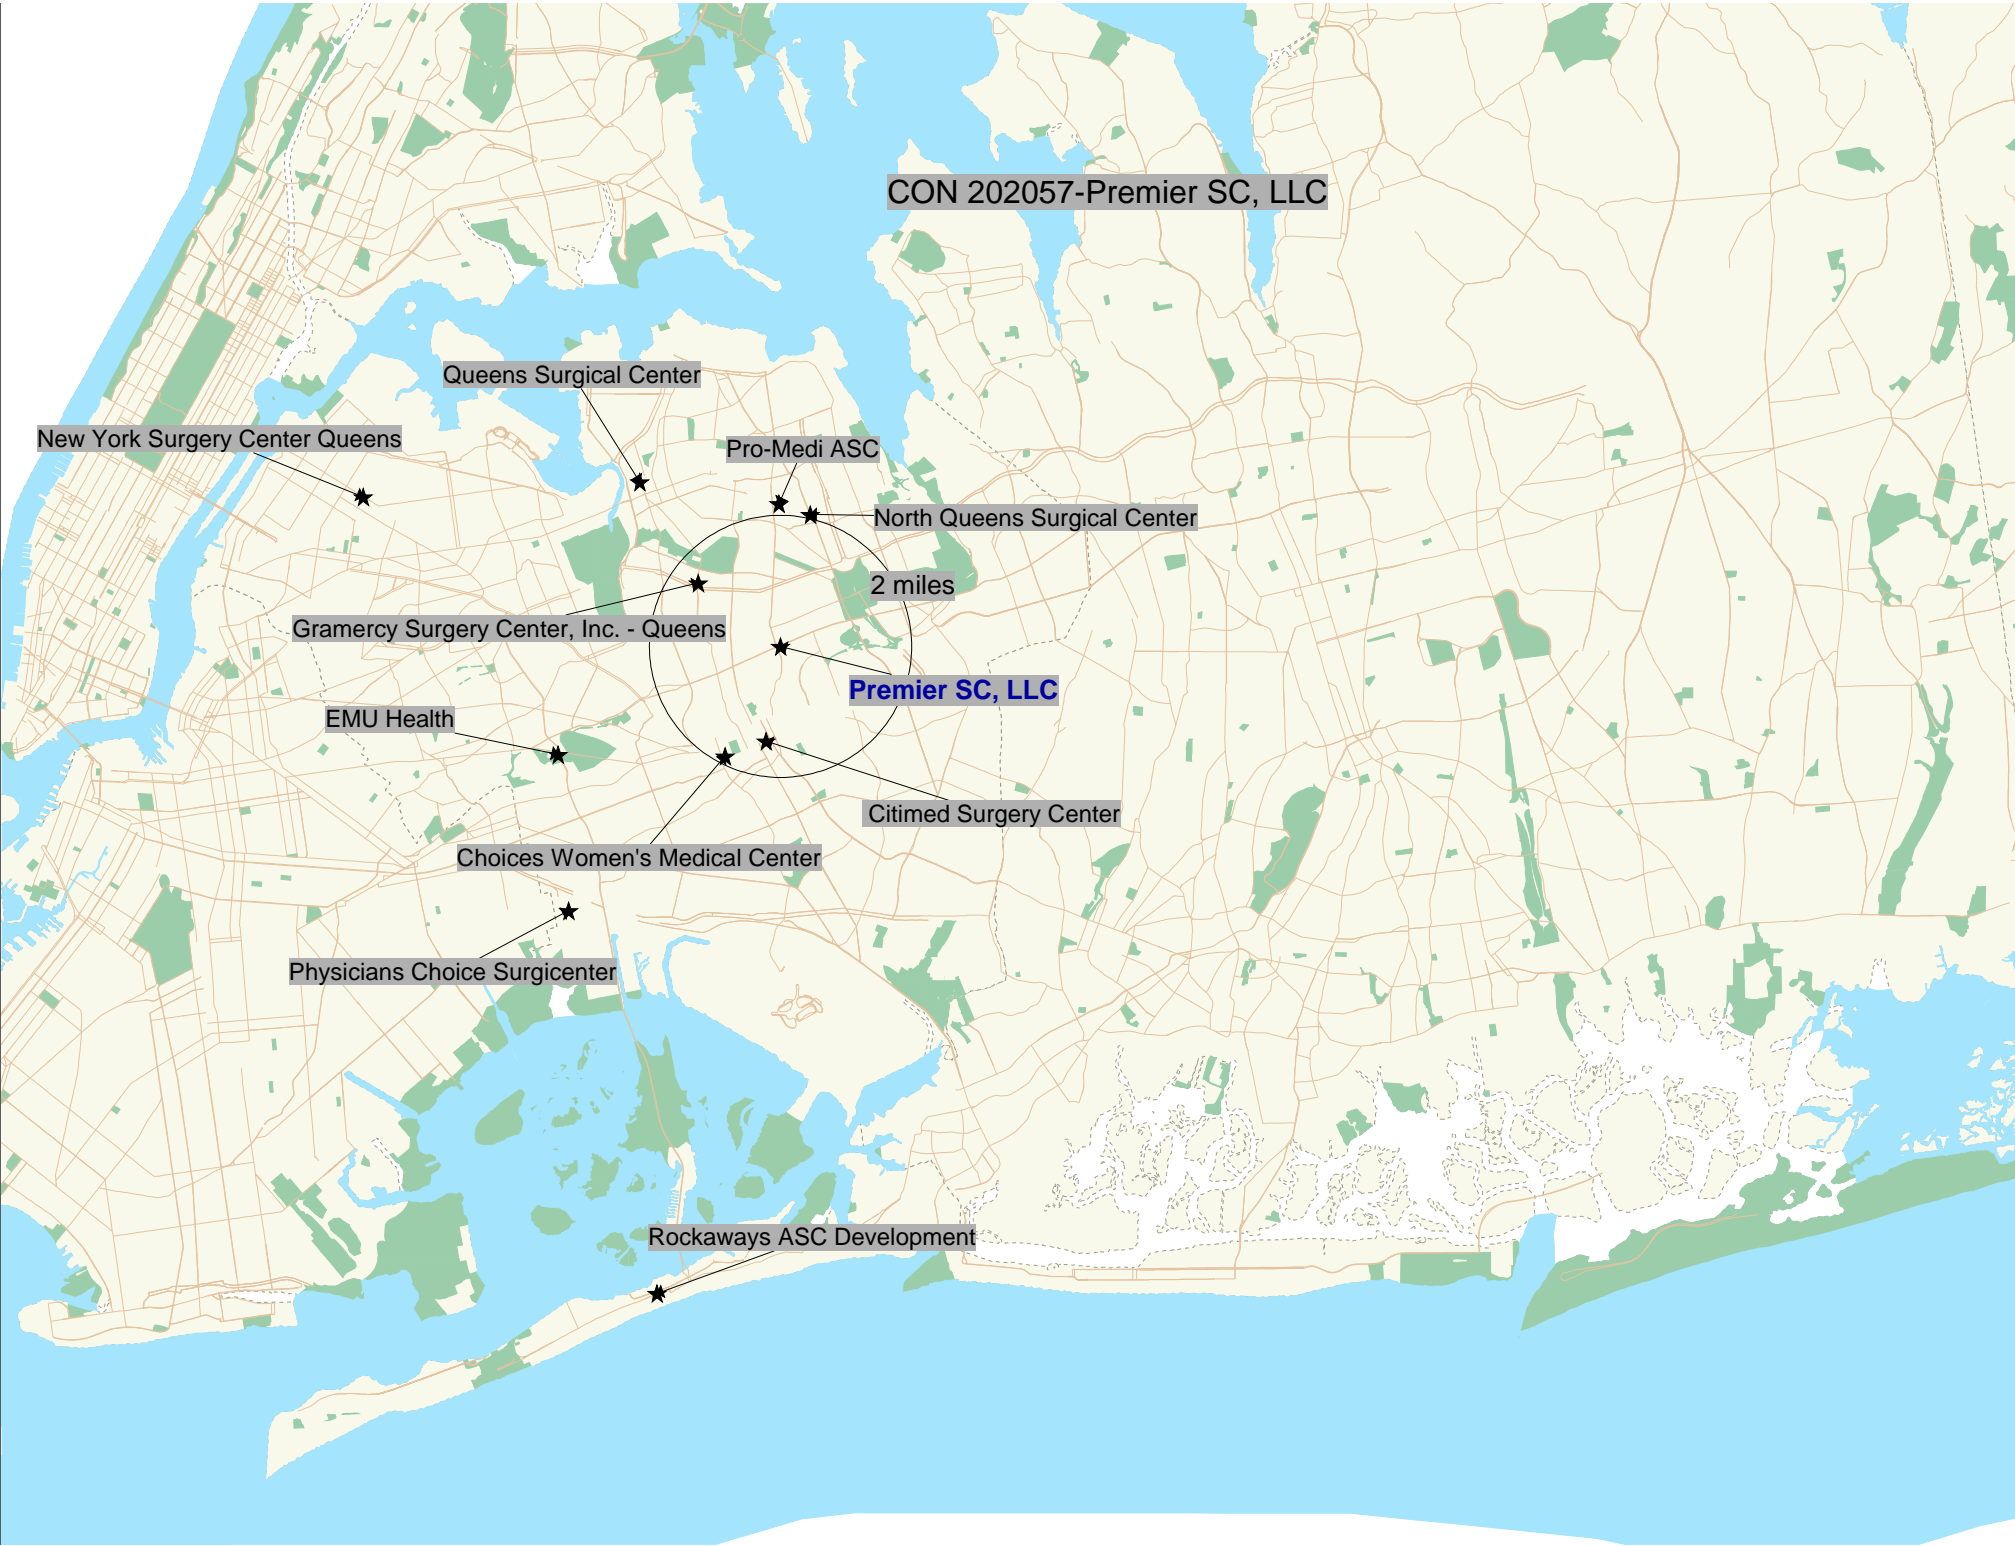 CON 202057-Premier SC, LLC
Queens Surgical Center
New York Surgery Center Queens
Pro-Medi ASC
North Queens Surgical Center
2 miles
Gramercy Surgery Center, Inc. - Queens
Premier SC, LLC
EMU Health
Citimed Surgery Center
Choices Women's Medical Center
Physicians Choice Surgicenter
Rockaways ASC Development